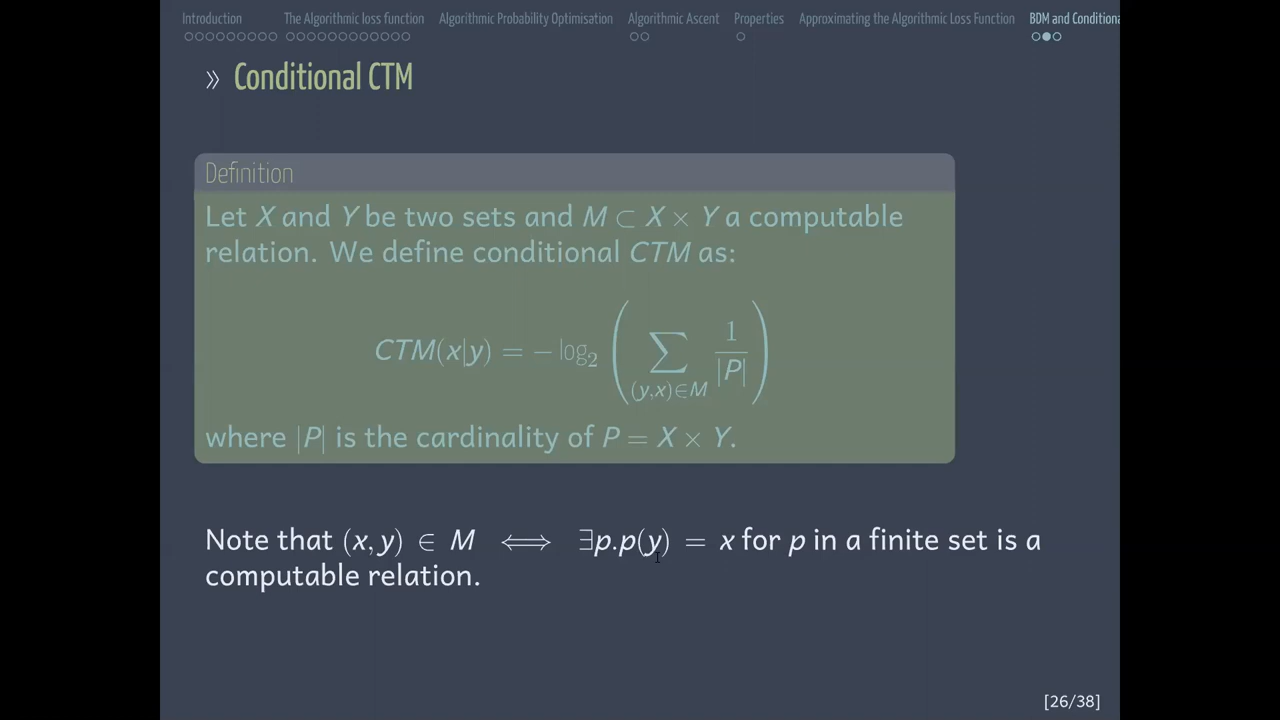 Introduction The Algorithmic loss function Algorithmic Probability Optimisation Algorithmic Ascent Properties Approximating the Algorithmic Loss Function BDM and Conditiona
» Conditional CTM
Definition
Let X and Y be two sets and M ⊂ X × Y a computable
relation. We define conditional CTM as:
CTM(x|y) = − log₂ ( ∑_{(y,x)∈M} 1/|P| )
where |P| is the cardinality of P = X × Y.
Note that (x, y) ∈ M ⟺ ∃p.p(y) = x for p in a finite set is a
computable relation.
[26/38]